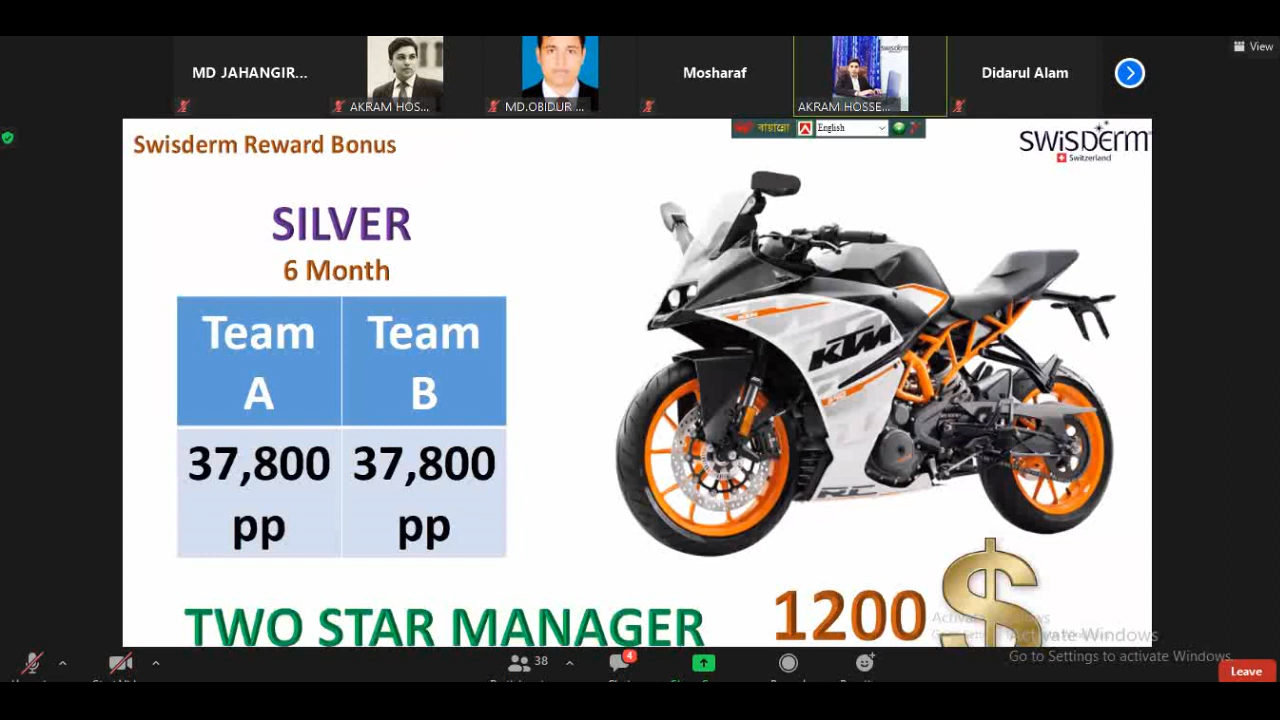 View
MD JAHANGIR...
Mosharaf
Didarul Alam
AKRAM HOS...
MD.OBIDUR ...
AKRAM HOSSE...
Swisderm Reward Bonus
বায়ান্নো
English
SWISDERM
Switzerland
SILVER
6 Month
Team A
Team B
37,800 pp
37,800 pp
KTM
RC
TWO STAR MANAGER
1200 $
Activate Windows
Go to Settings to activate Windows.
38
4
Leave